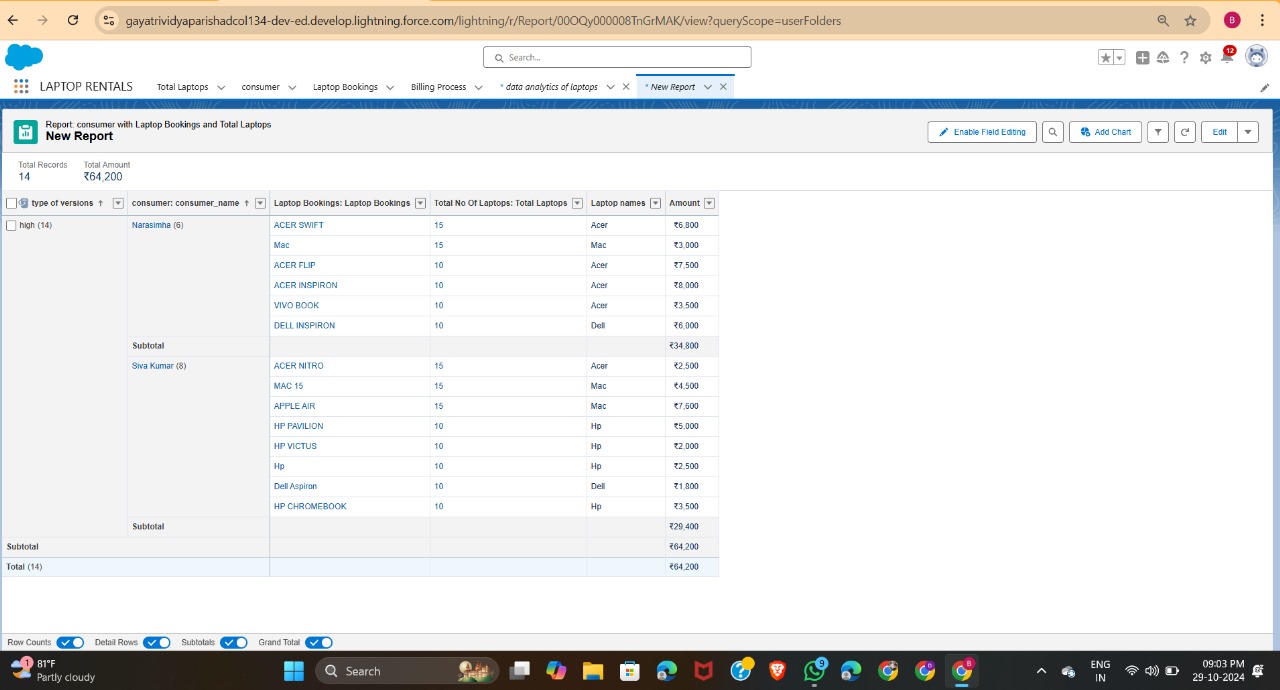 gayatrividyaparishadcol134-dev-ed.develop.lightning.force.com/lightning/r/Report/00OQy000008TnGrMAK/view?queryScope=userFolders
B
Search...
12
LAPTOP RENTALS
Total Laptops
consumer
Laptop Bookings
Billing Process
* data analytics of laptops
* New Report
Report: consumer with Laptop Bookings and Total Laptops
New Report
Enable Field Editing
Add Chart
Edit
Total Records
Total Amount
14
₹64,200
type of versions ↑ consumer: consumer_name ↑ Laptop Bookings: Laptop Bookings Total No Of Laptops: Total Laptops Laptop names Amount
high (14) Narasimha (6) ACER SWIFT 15 Acer ₹6,800
Mac 15 Mac ₹3,000
ACER FLIP 10 Acer ₹7,500
ACER INSPIRON 10 Acer ₹8,000
VIVO BOOK 10 Acer ₹3,500
DELL INSPIRON 10 Dell ₹6,000
Subtotal ₹34,800
Siva Kumar (8) ACER NITRO 15 Acer ₹2,500
MAC 15 15 Mac ₹4,500
APPLE AIR 15 Mac ₹7,600
HP PAVILION 10 Hp ₹5,000
HP VICTUS 10 Hp ₹2,000
Hp 10 Hp ₹2,500
Dell Aspiron 10 Dell ₹1,800
HP CHROMEBOOK 10 Hp ₹3,500
Subtotal ₹29,400
Subtotal ₹64,200
Total (14) ₹64,200
Row Counts Detail Rows Subtotals Grand Total
1
81°F
Partly cloudy
Search
9
B
ENG
IN
09:03 PM
29-10-2024